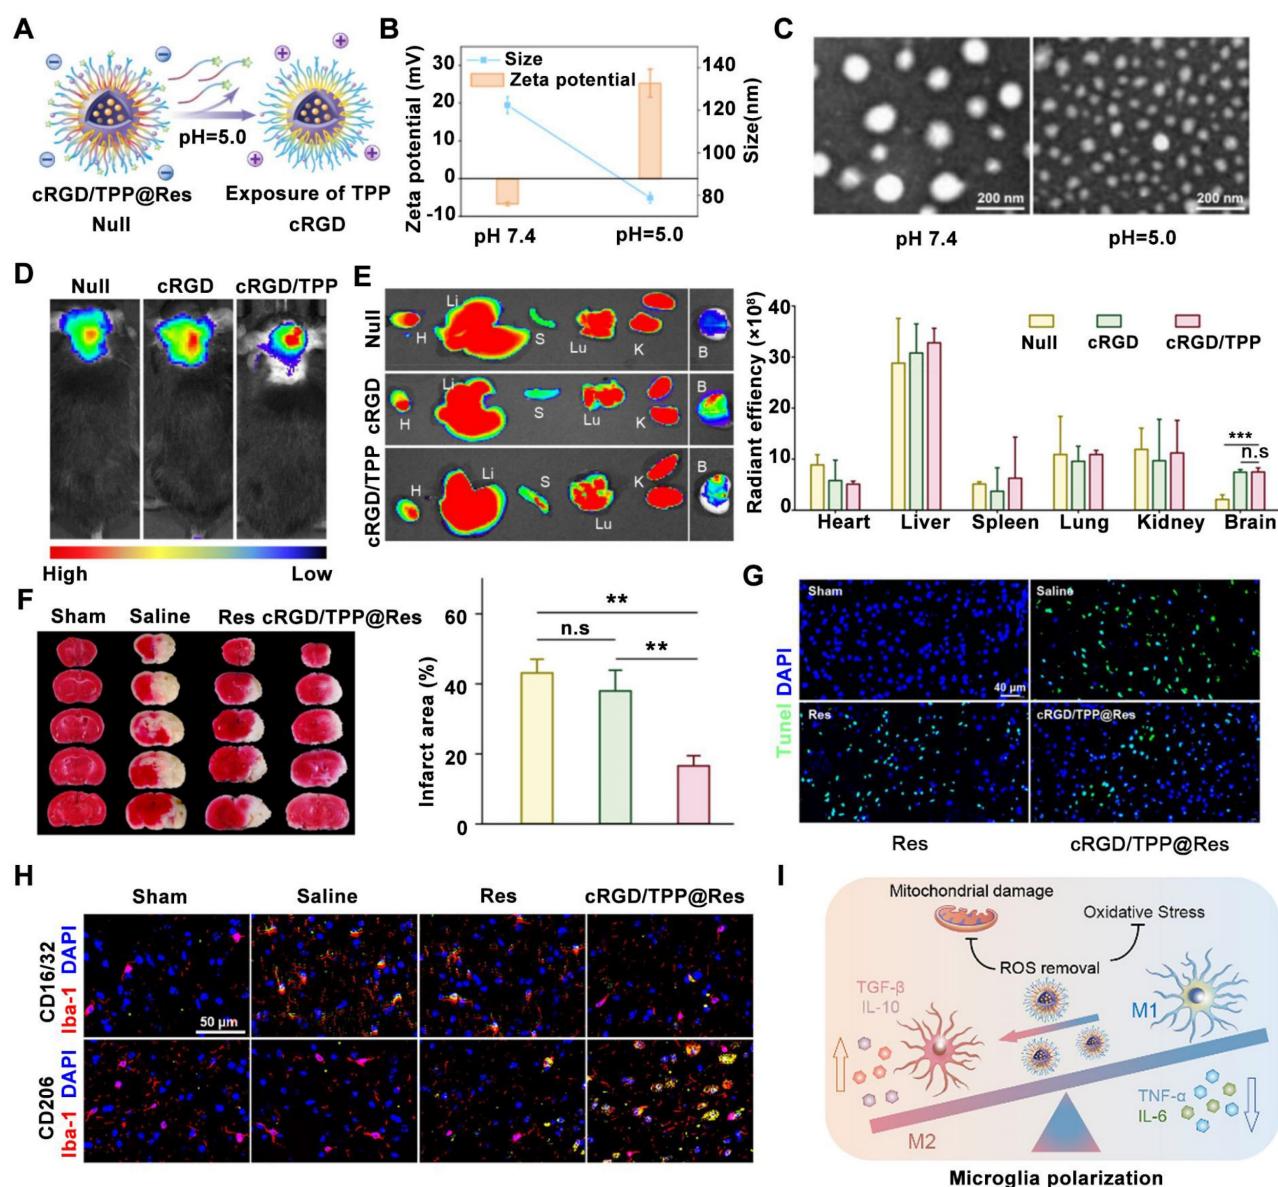 A
pH=5.0
cRGD/TPP@Res
Null
Exposure of TPP
cRGD
B
Zeta potential (mV)
30
20
10
0
-10
Size
Zeta potential
140
120
100
80
Size(nm)
pH 7.4
pH=5.0
C
200 nm
200 nm
pH 7.4
pH=5.0
D
Null
cRGD
cRGD/TPP
High
Low
E
Null
H
Li
S
Lu
K
B
cRGD
H
Li
S
Lu
K
B
cRGD/TPP
H
Li
S
Lu
K
B
Radiant effiency (×10⁸)
40
30
20
10
0
Null
cRGD
cRGD/TPP
***
n.s
Heart
Liver
Spleen
Lung
Kidney
Brain
F
Sham
Saline
Res
cRGD/TPP@Res
Infarct area (%)
60
40
20
0
**
n.s
**
G
Tunel DAPI
Sham
Saline
40 μm
Res
cRGD/TPP@Res
Res
cRGD/TPP@Res
H
Sham
Saline
Res
cRGD/TPP@Res
CD16/32
Iba-1 DAPI
50 μm
CD206
Iba-1 DAPI
I
Mitochondrial damage
Oxidative Stress
ROS removal
TGF-β
IL-10
M1
M2
TNF-α
IL-6
Microglia polarization